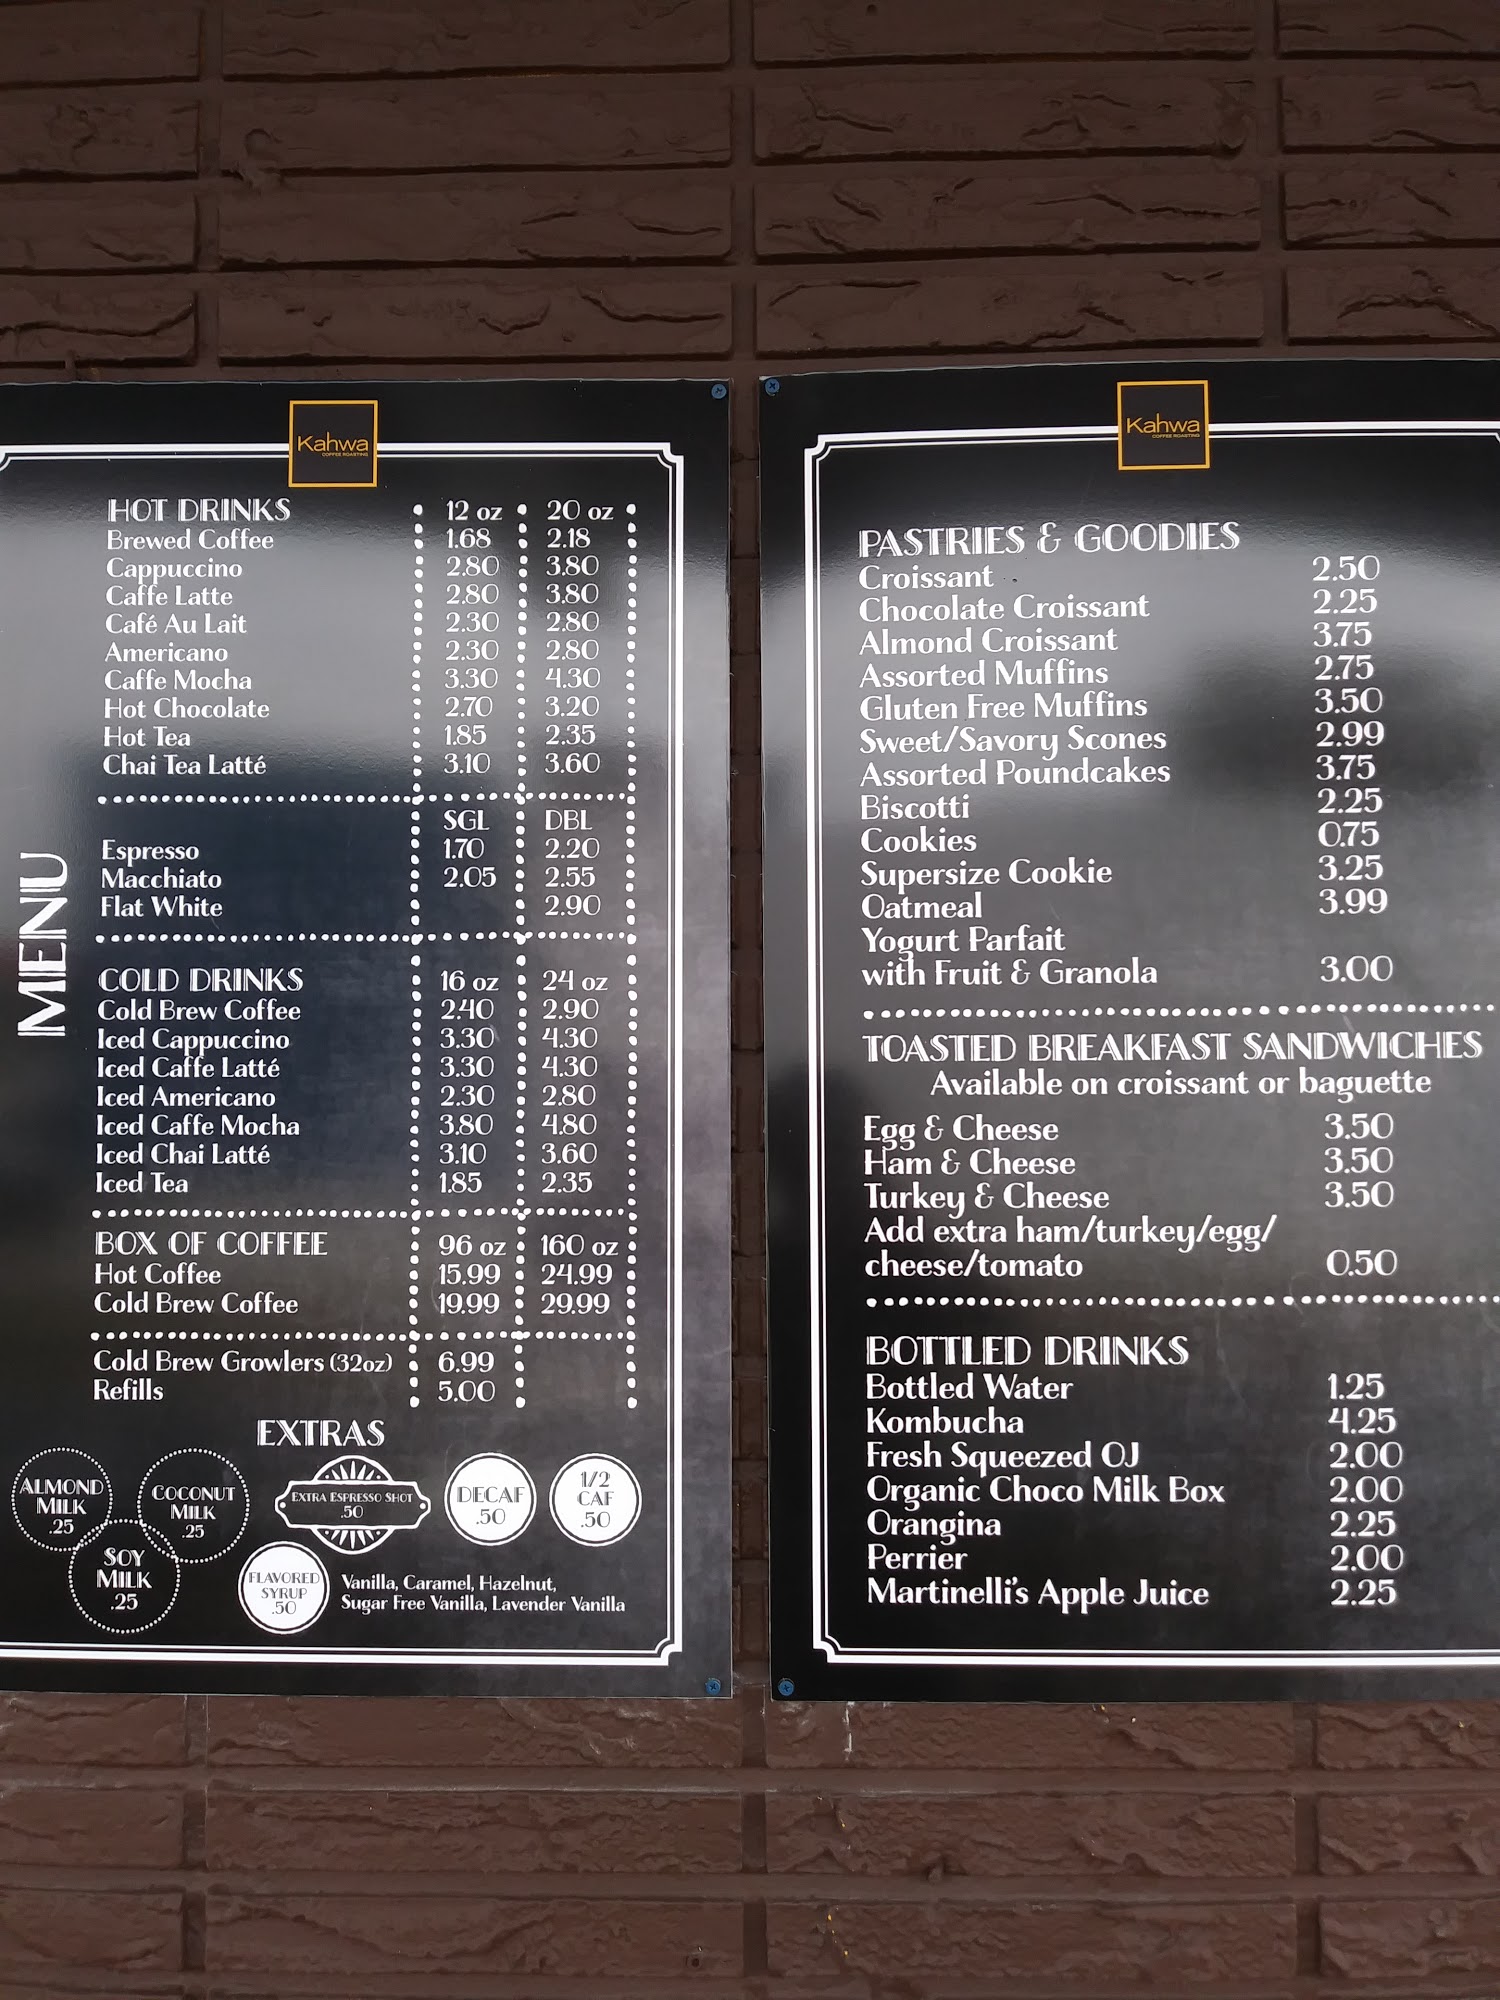 Kahwa
COFFEE ROASTING
MENU
HOT DRINKS 12 oz 20 oz
Brewed Coffee 1.68 2.18
Cappuccino 2.80 3.80
Caffe Latte 2.80 3.80
Café Au Lait 2.30 2.80
Americano 2.30 2.80
Caffe Mocha 3.30 4.30
Hot Chocolate 2.70 3.20
Hot Tea 1.85 2.35
Chai Tea Latté 3.10 3.60
SGL DBL
Espresso 1.70 2.20
Macchiato 2.05 2.55
Flat White 2.90
COLD DRINKS 16 oz 24 oz
Cold Brew Coffee 2.40 2.90
Iced Cappuccino 3.30 4.30
Iced Caffe Latté 3.30 4.30
Iced Americano 2.30 2.80
Iced Caffe Mocha 3.80 4.80
Iced Chai Latté 3.10 3.60
Iced Tea 1.85 2.35
BOX OF COFFEE 96 oz 160 oz
Hot Coffee 15.99 24.99
Cold Brew Coffee 19.99 29.99
Cold Brew Growlers (32oz) 6.99
Refills 5.00
EXTRAS
ALMOND
MILK
.25
COCONUT
MILK
.25
SOY
MILK
.25
EXTRA ESPRESSO SHOT
.50
DECAF
.50
1/2
CAF
.50
FLAVORED
SYRUP
.50
Vanilla, Caramel, Hazelnut,
Sugar Free Vanilla, Lavender Vanilla
Kahwa
COFFEE ROASTING
PASTRIES & GOODIES
Croissant 2.50
Chocolate Croissant 2.25
Almond Croissant 3.75
Assorted Muffins 2.75
Gluten Free Muffins 3.50
Sweet/Savory Scones 2.99
Assorted Poundcakes 3.75
Biscotti 2.25
Cookies 0.75
Supersize Cookie 3.25
Oatmeal 3.99
Yogurt Parfait
with Fruit & Granola 3.00
TOASTED BREAKFAST SANDWICHES
Available on croissant or baguette
Egg & Cheese 3.50
Ham & Cheese 3.50
Turkey & Cheese 3.50
Add extra ham/turkey/egg/
cheese/tomato 0.50
BOTTLED DRINKS
Bottled Water 1.25
Kombucha 4.25
Fresh Squeezed OJ 2.00
Organic Choco Milk Box 2.00
Orangina 2.25
Perrier 2.00
Martinelli's Apple Juice 2.25